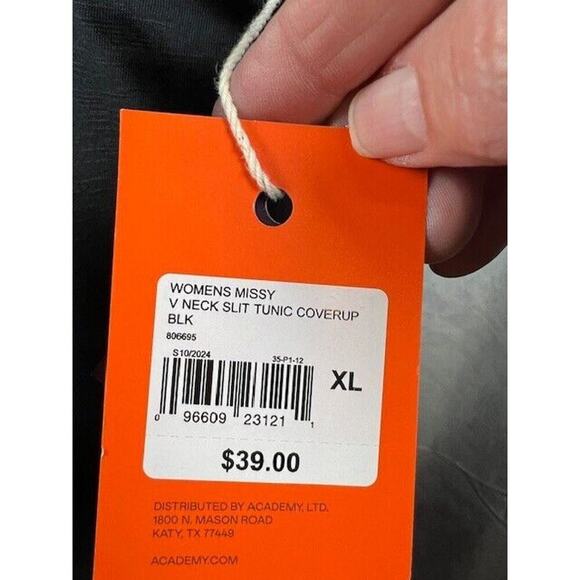 WOMENS MISSY
V NECK SLIT TUNIC COVERUP
BLK
806695
S10/2024 35-P1-12
XL
0 96609 23121 1
$39.00
DISTRIBUTED BY ACADEMY, LTD.
1800 N. MASON ROAD
KATY, TX 77449
ACADEMY.COM